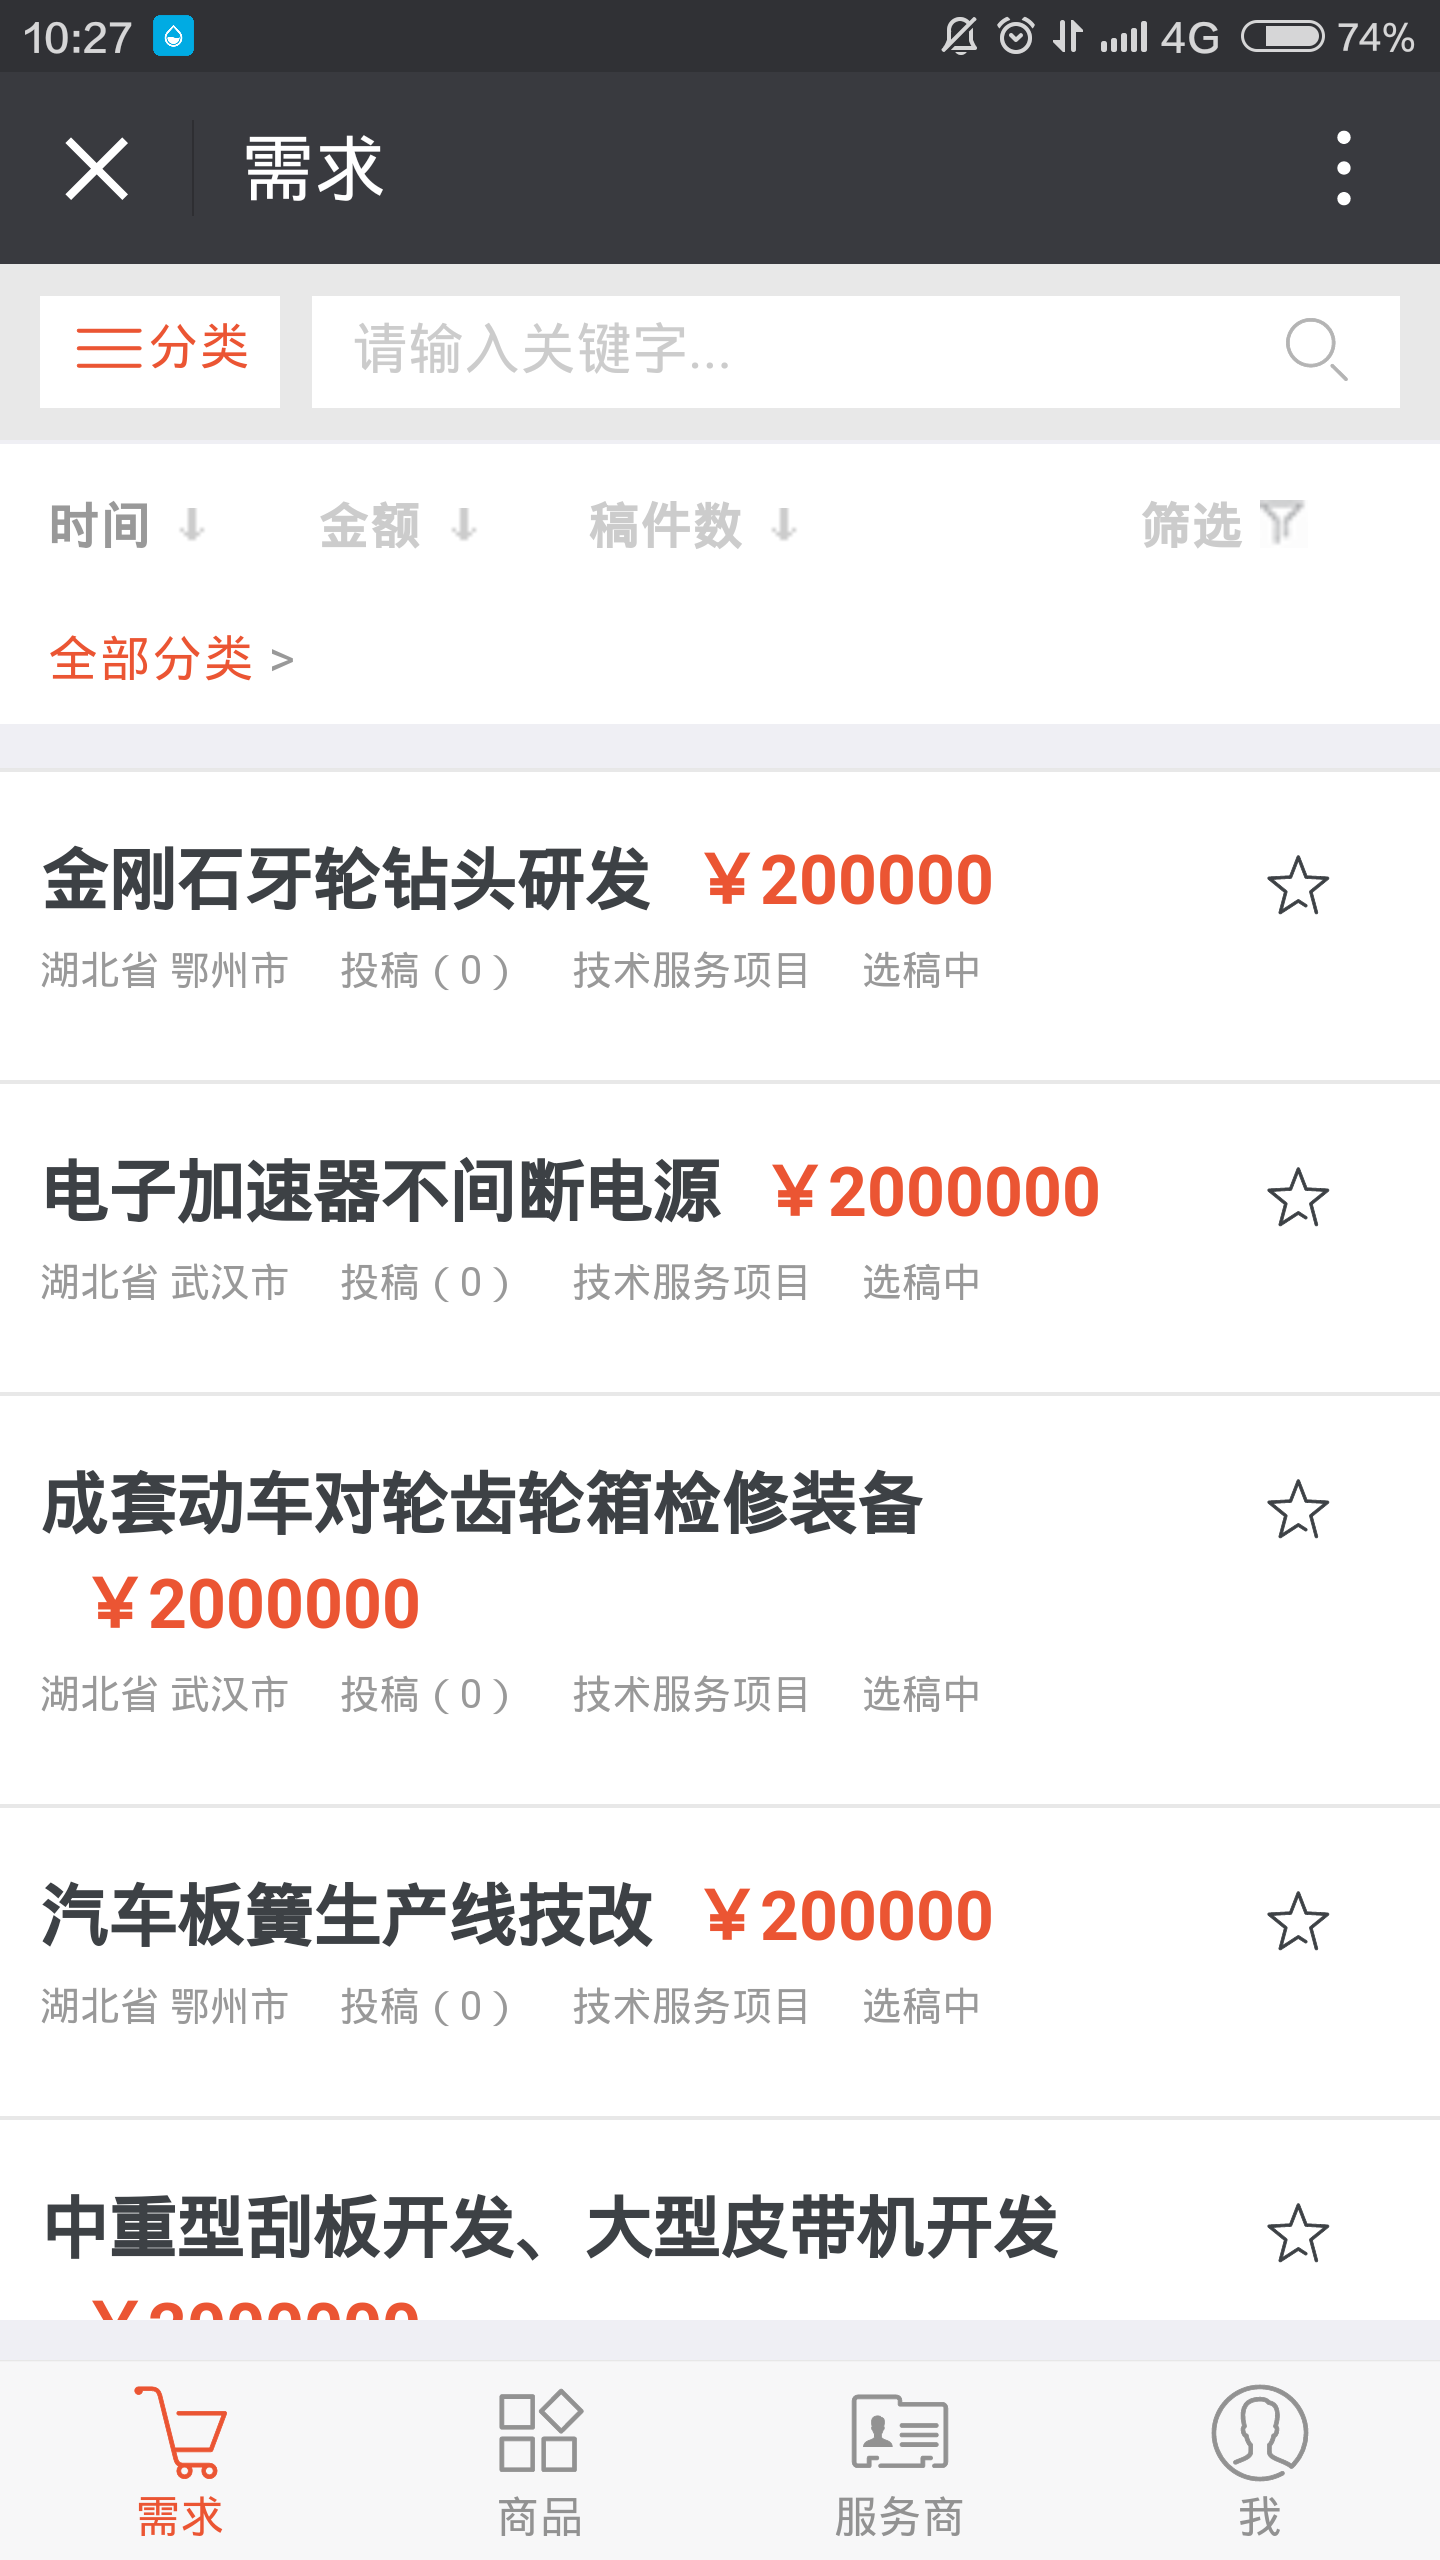 10:27 4G 74%
需求
分类 请输入关键字...
时间 金额 稿件数 筛选
全部分类 >
金刚石牙轮钻头研发 ￥200000
湖北省 鄂州市 投稿（0） 技术服务项目 选稿中
电子加速器不间断电源 ￥2000000
湖北省 武汉市 投稿（0） 技术服务项目 选稿中
成套动车对轮齿轮箱检修装备
￥2000000
湖北省 武汉市 投稿（0） 技术服务项目 选稿中
汽车板簧生产线技改 ￥200000
湖北省 鄂州市 投稿（0） 技术服务项目 选稿中
中重型刮板开发、大型皮带机开发
需求 商品 服务商 我